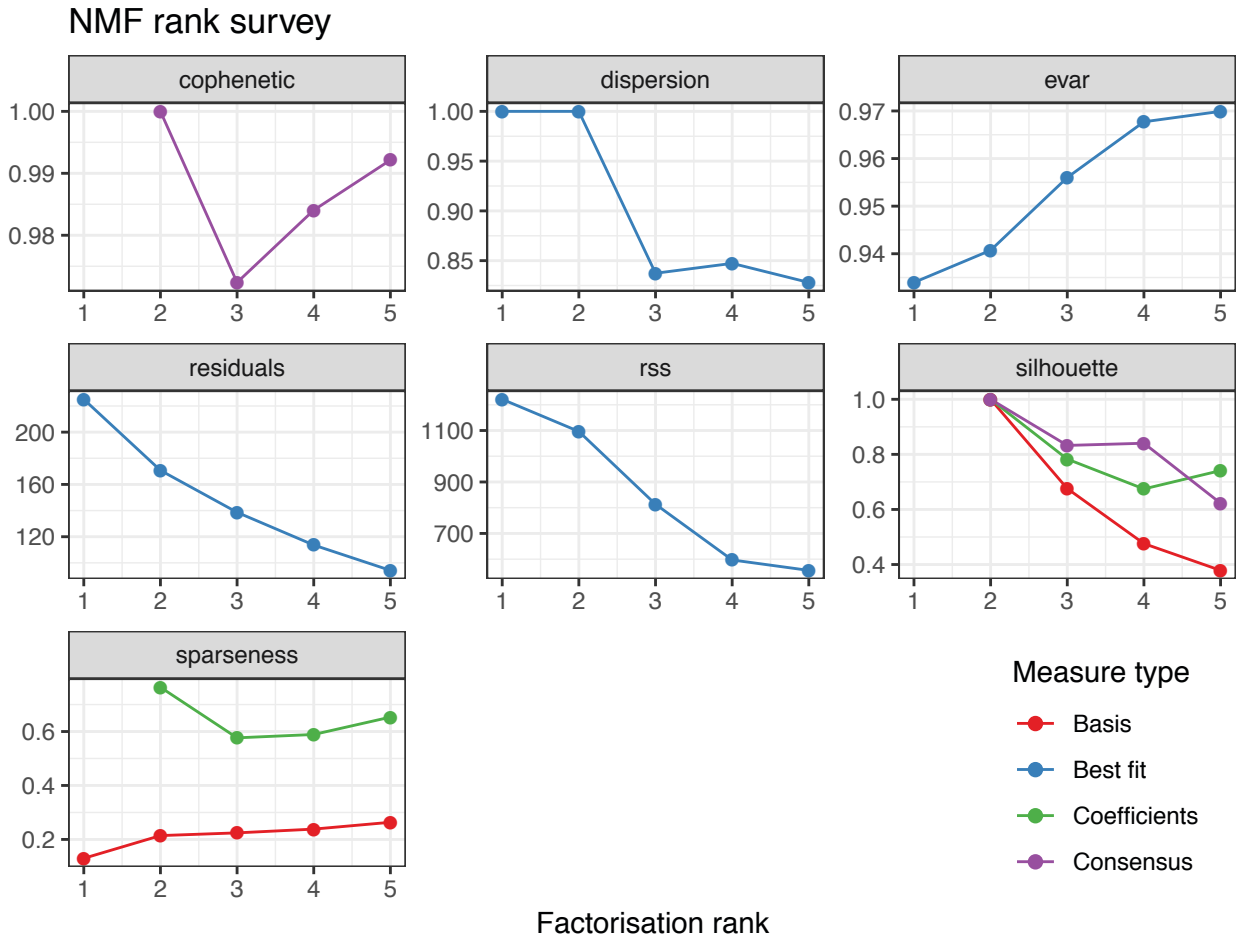 NMF rank survey
cophenetic
1.00
0.99
0.98
1 2 3 4 5
dispersion
1.00
0.95
0.90
0.85
1 2 3 4 5
evar
0.97
0.96
0.95
0.94
1 2 3 4 5
residuals
200
160
120
1 2 3 4 5
rss
1100
900
700
1 2 3 4 5
silhouette
1.0
0.8
0.6
0.4
1 2 3 4 5
sparseness
0.6
0.4
0.2
1 2 3 4 5
Measure type
Basis
Best fit
Coefficients
Consensus
Factorisation rank